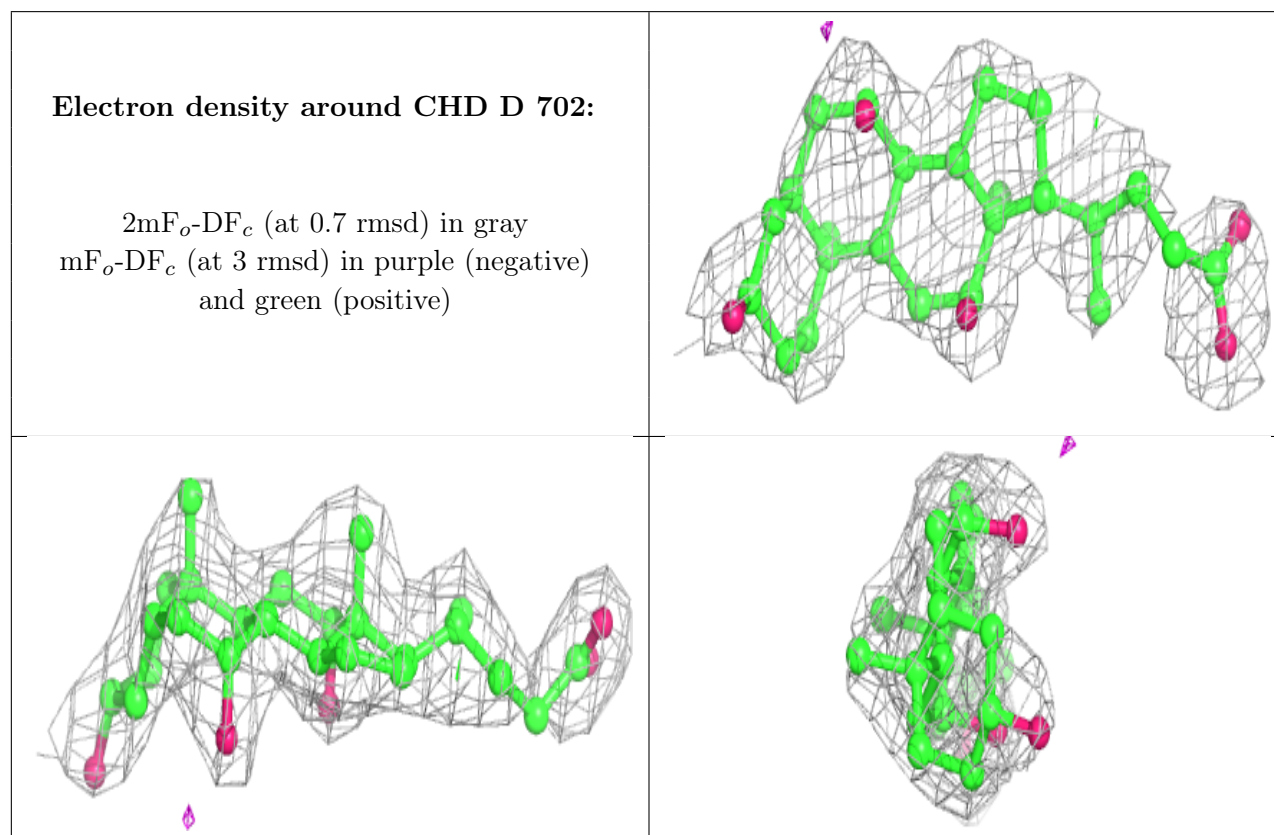 Electron density around CHD D 702:
2mFₒ-DF𝒸 (at 0.7 rmsd) in gray
mFₒ-DF𝒸 (at 3 rmsd) in purple (negative)
and green (positive)